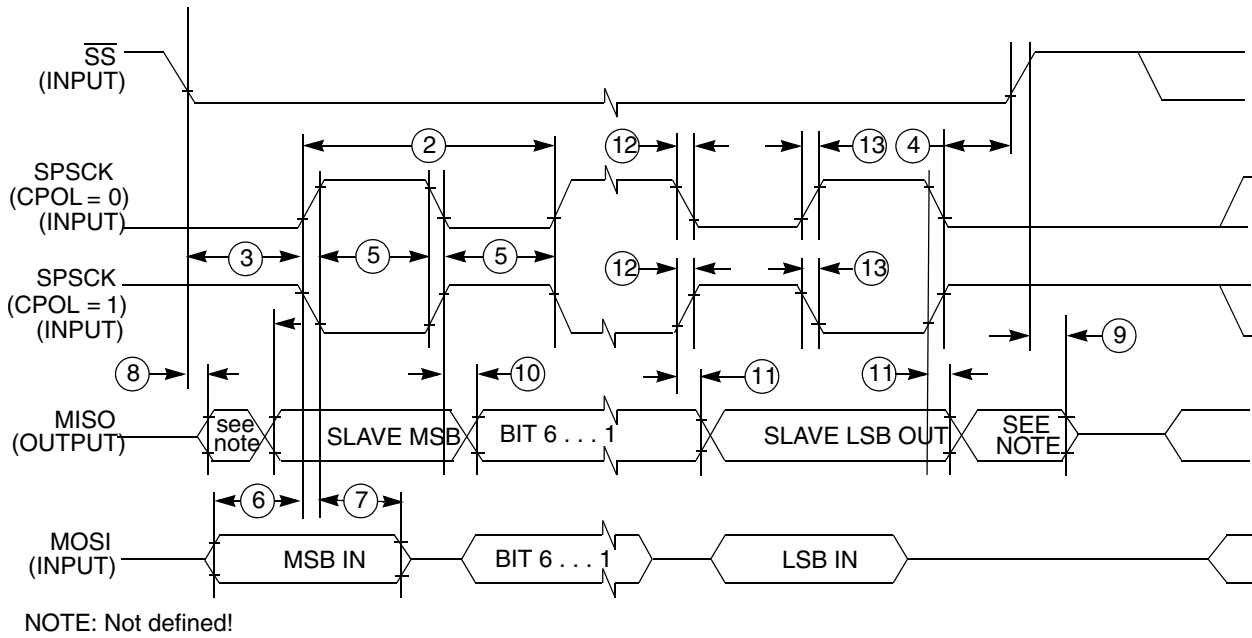 SS
(INPUT)
2
12
13
4
SPSCK
(CPOL = 0)
(INPUT)
3
5
5
12
13
SPSCK
(CPOL = 1)
(INPUT)
8
10
11
11
9
MISO
(OUTPUT)
see
note
SLAVE MSB
BIT 6 . . . 1
SLAVE LSB OUT
SEE
NOTE
6
7
MOSI
(INPUT)
MSB IN
BIT 6 . . . 1
LSB IN
NOTE: Not defined!